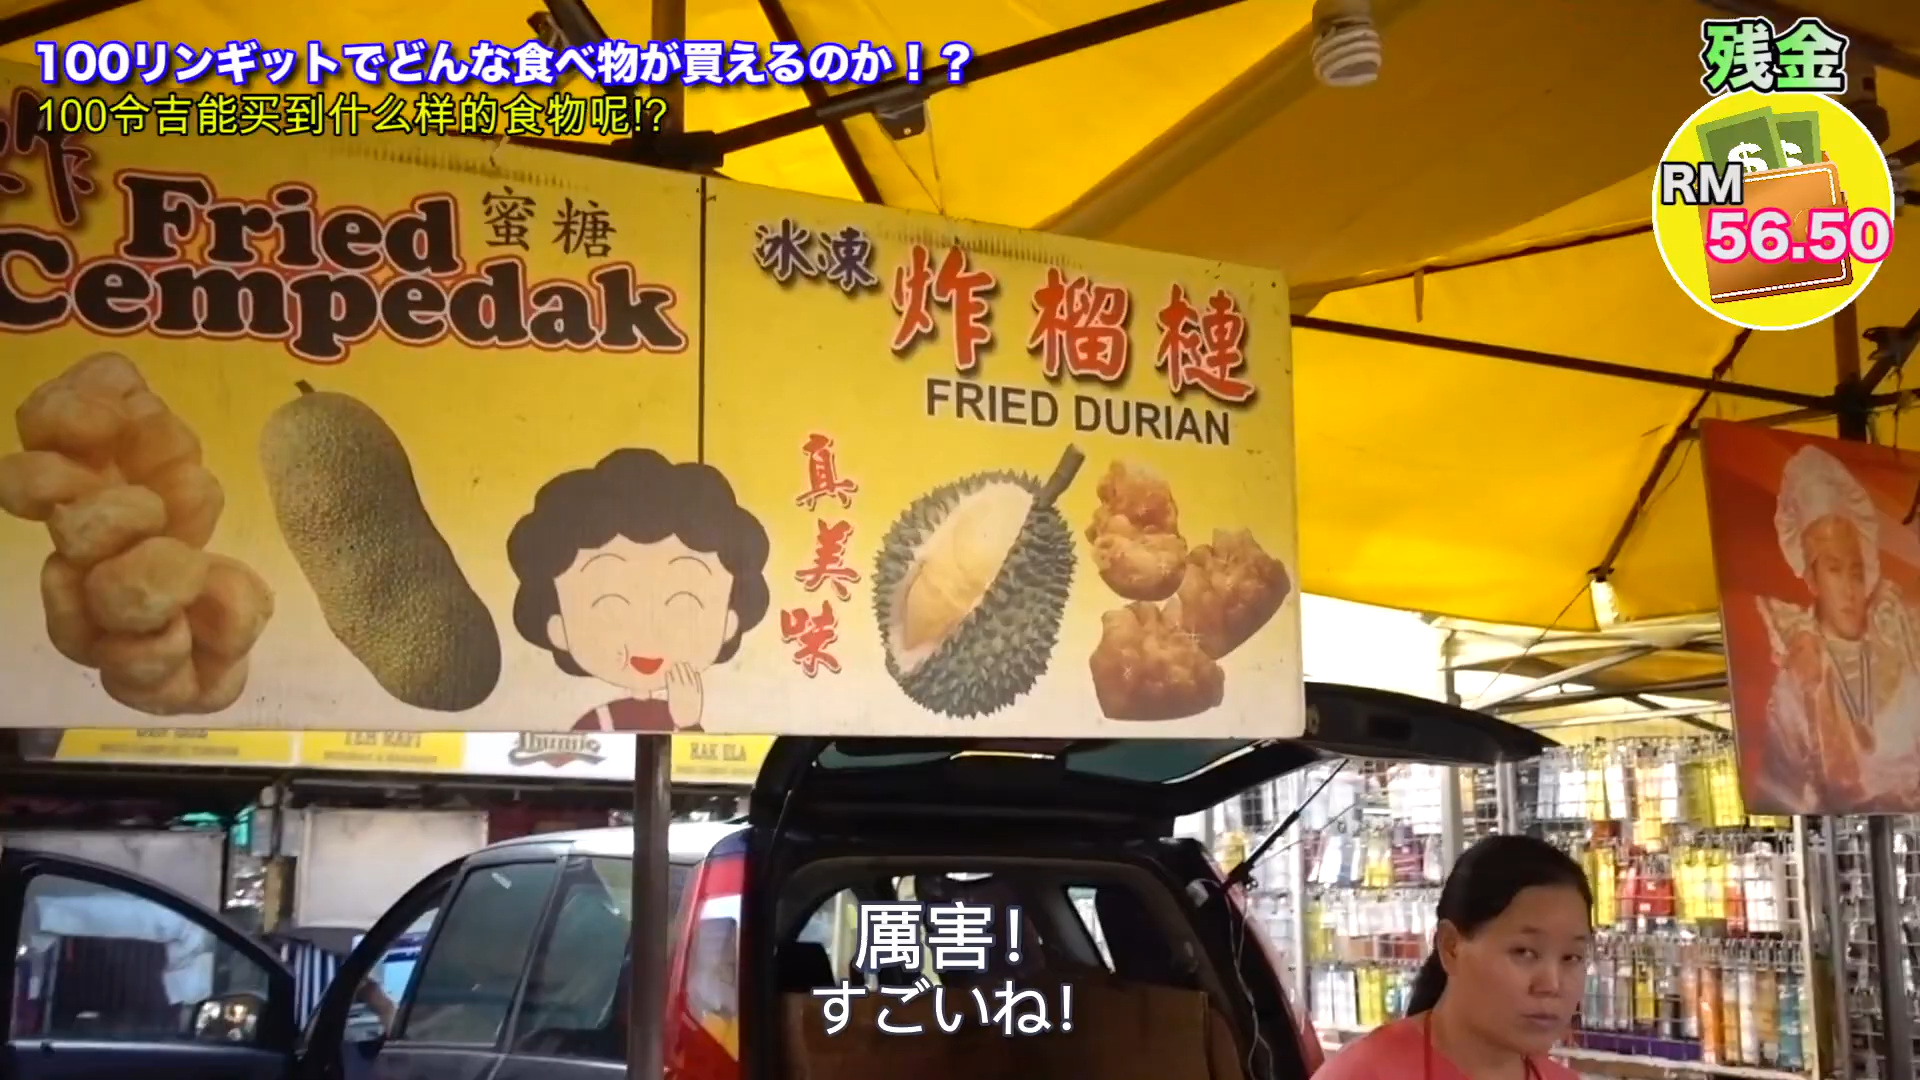 100リンギットでどんな食べ物が買えるのか！？
100令吉能买到什么样的食物呢!?
残金
RM
56.50
炸
Fried
蜜糖
Cempedak
冰凍
炸榴槤
FRIED DURIAN
真美味
厲害!
すごいね!